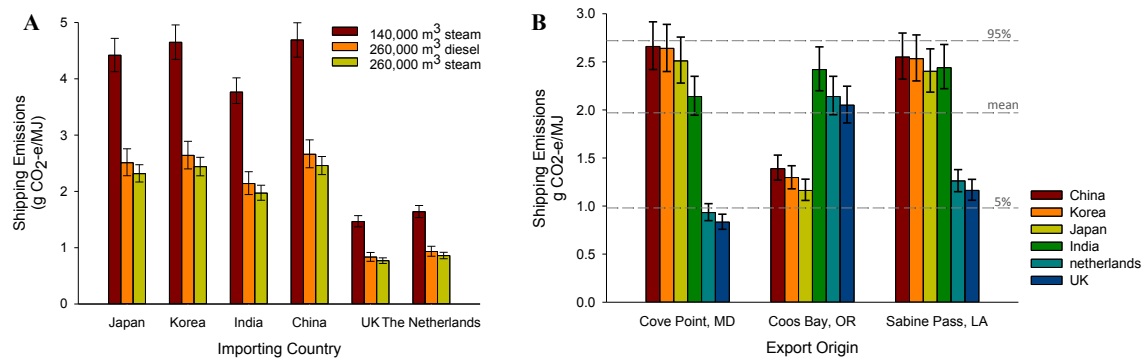 A
5
4
3
2
1
0
Shipping Emissions
(g CO2-e/MJ)
140,000 m3 steam
260,000 m3 diesel
260,000 m3 steam
Japan Korea India China UK The Netherlands
Importing Country
B
3.0
2.5
2.0
1.5
1.0
0.5
0.0
Shipping Emissions
g CO2-e/MJ
95%
mean
5%
China
Korea
Japan
India
netherlands
UK
Cove Point, MD Coos Bay, OR Sabine Pass, LA
Export Origin